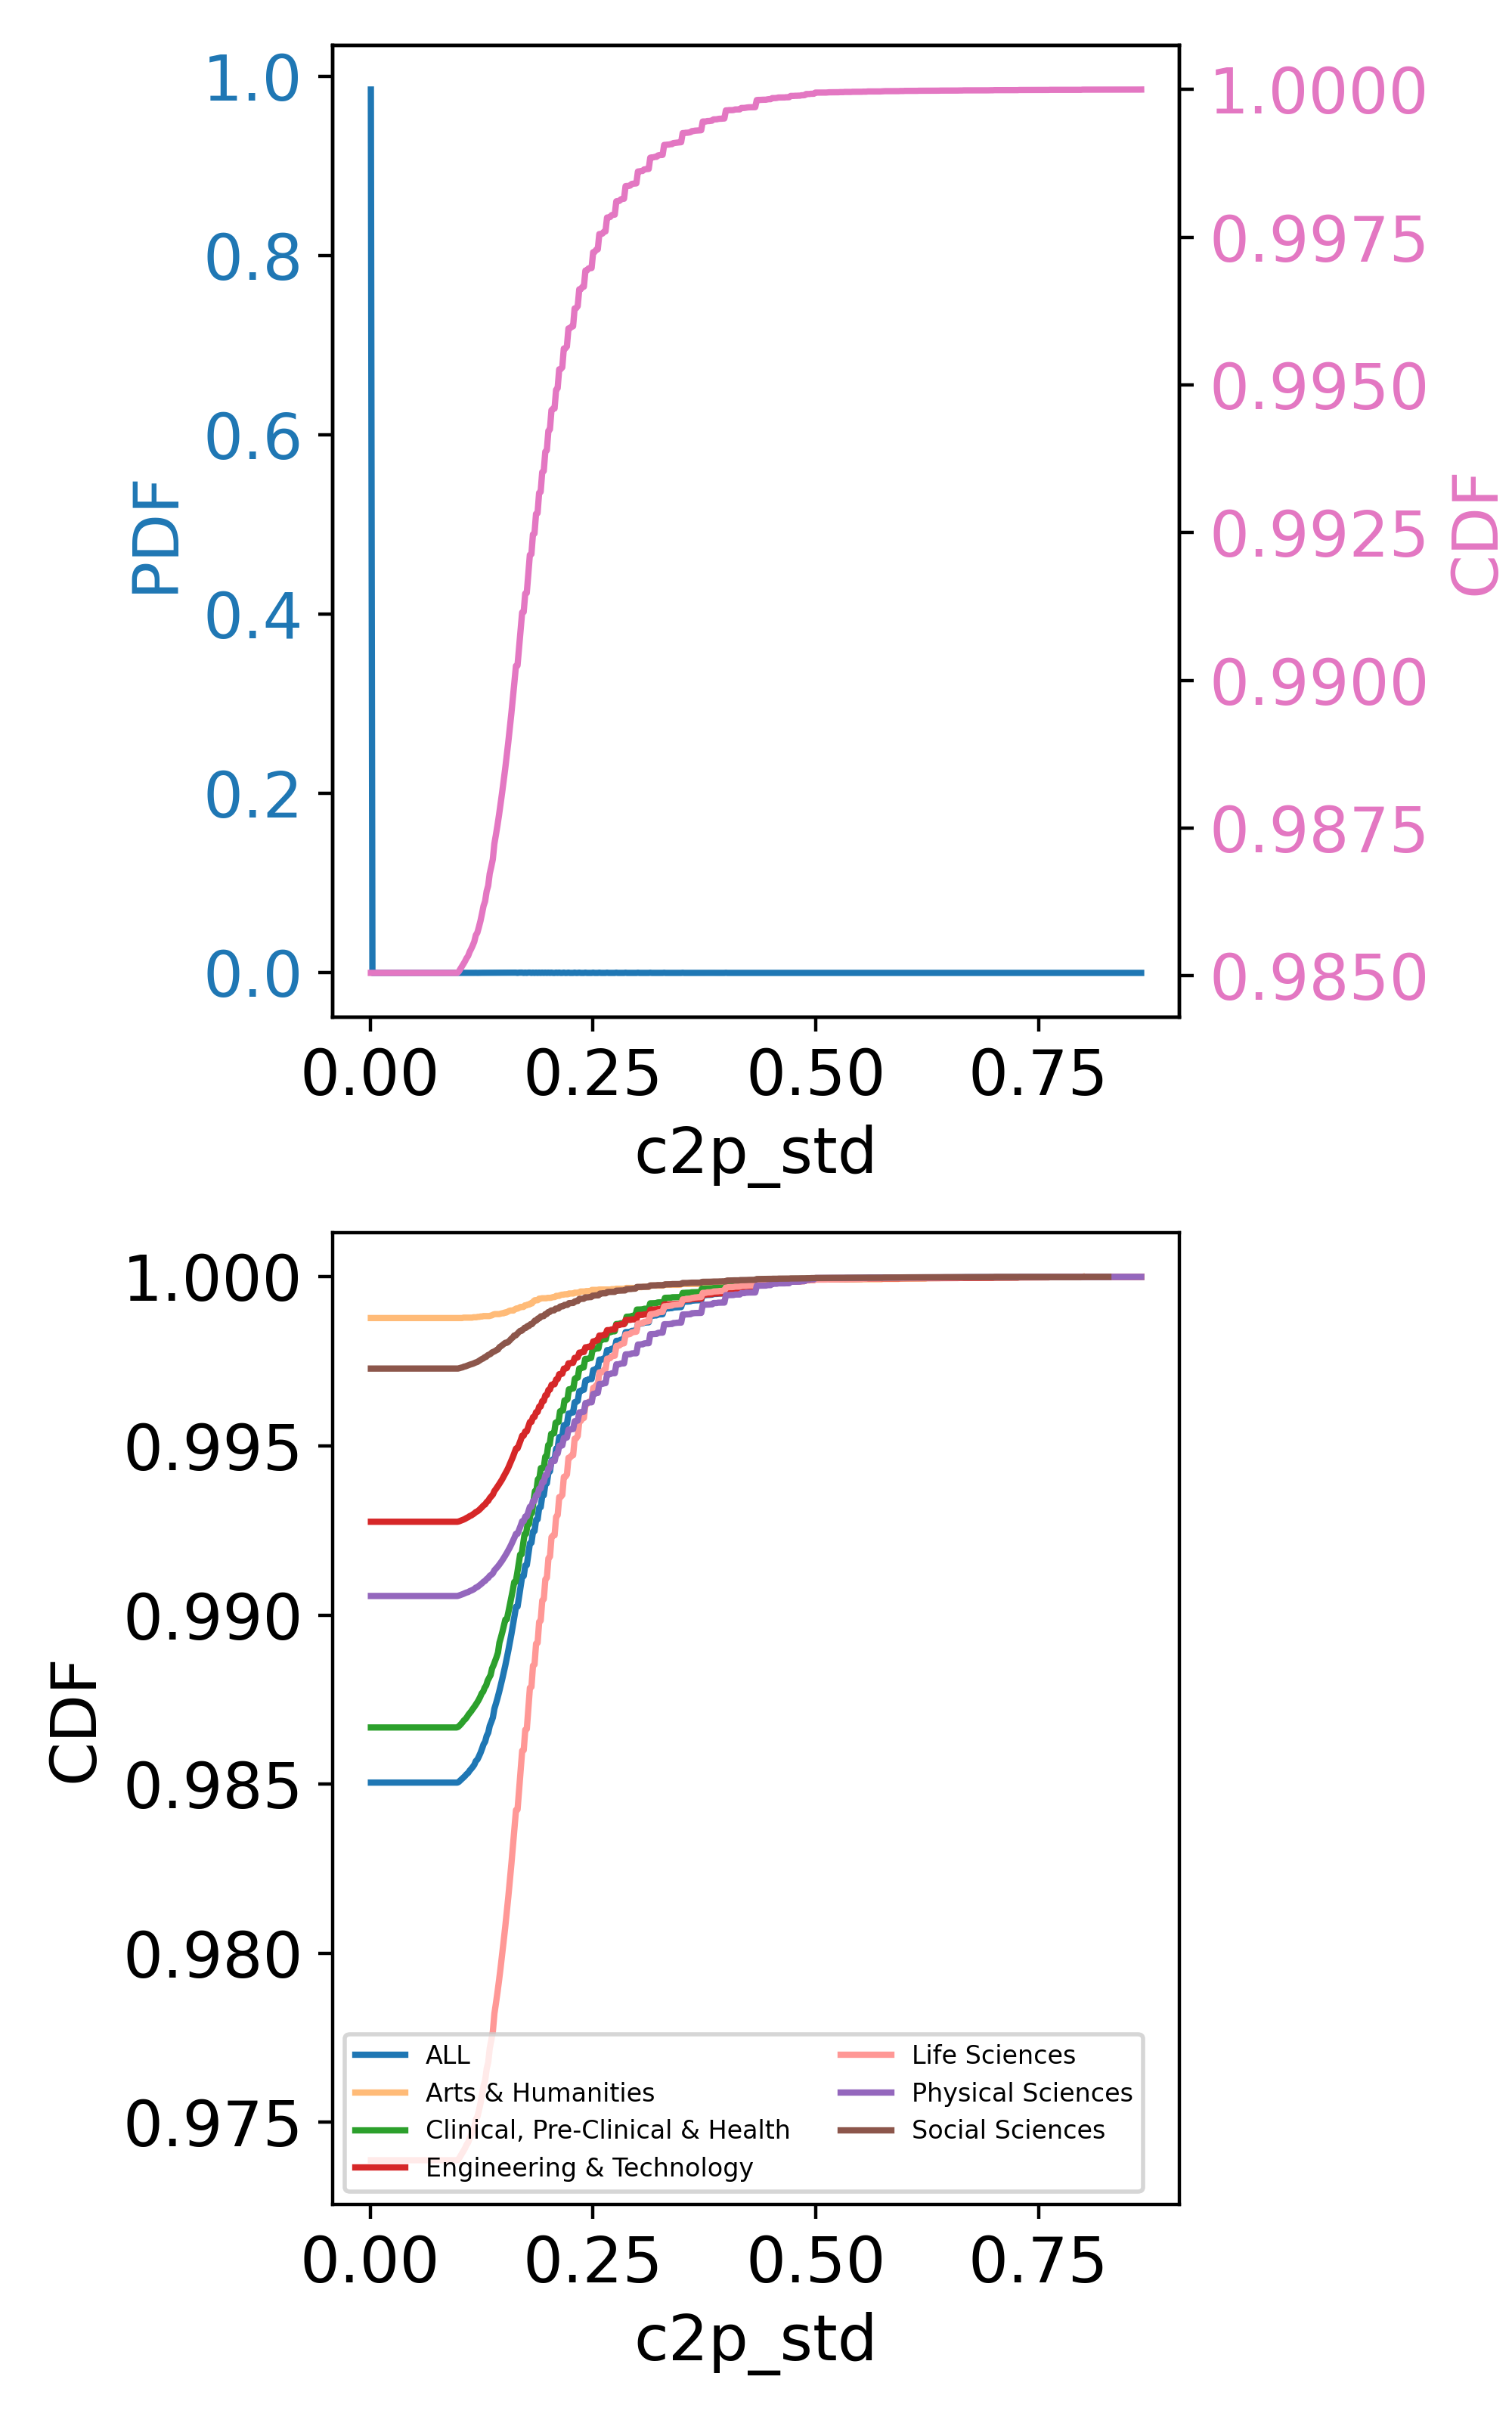 1.0
0.8
0.6
0.4
0.2
0.0
PDF
1.0000
0.9975
0.9950
0.9925
0.9900
0.9875
0.9850
CDF
0.00 0.25 0.50 0.75
c2p_std
1.000
0.995
0.990
0.985
0.980
0.975
CDF
ALL
Arts & Humanities
Clinical, Pre-Clinical & Health
Engineering & Technology
Life Sciences
Physical Sciences
Social Sciences
0.00 0.25 0.50 0.75
c2p_std